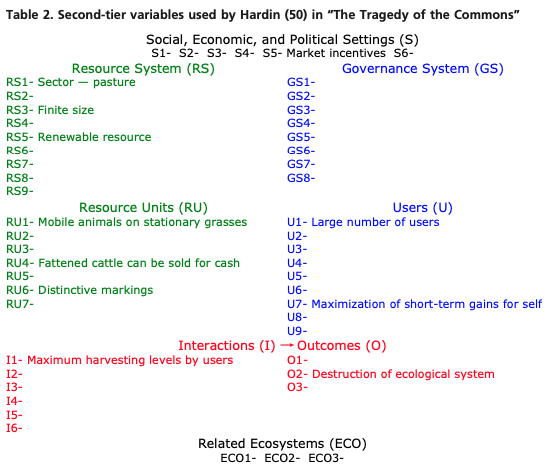 Table 2. Second-tier variables used by Hardin (50) in “The Tragedy of the Commons”
Social, Economic, and Political Settings (S)
S1- S2- S3- S4- S5- Market incentives S6-
Resource System (RS)
RS1- Sector — pasture
RS2-
RS3- Finite size
RS4-
RS5- Renewable resource
RS6-
RS7-
RS8-
RS9-
Governance System (GS)
GS1-
GS2-
GS3-
GS4-
GS5-
GS6-
GS7-
GS8-
Resource Units (RU)
RU1- Mobile animals on stationary grasses
RU2-
RU3-
RU4- Fattened cattle can be sold for cash
RU5-
RU6- Distinctive markings
RU7-
Users (U)
U1- Large number of users
U2-
U3-
U4-
U5-
U6-
U7- Maximization of short-term gains for self
U8-
U9-
Interactions (I) → Outcomes (O)
I1- Maximum harvesting levels by users
I2-
I3-
I4-
I5-
I6-
O1-
O2- Destruction of ecological system
O3-
Related Ecosystems (ECO)
ECO1- ECO2- ECO3-